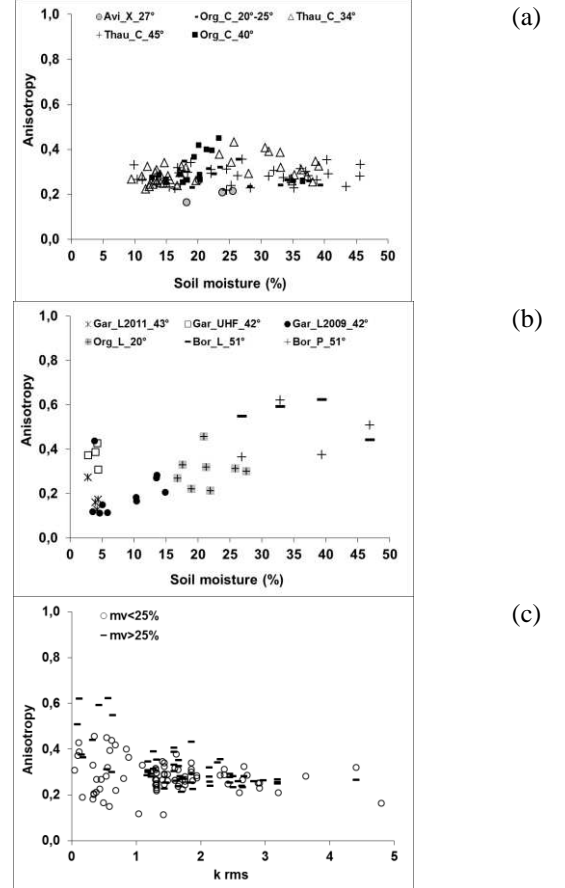 Avi_X_27° Org_C_20°-25° Thau_C_34°
Thau_C_45° Org_C_40°
(a)
1,0
0,8
0,6
0,4
0,2
0,0
Anisotropy
0 5 10 15 20 25 30 35 40 45 50
Soil moisture (%)
Gar_L2011_43° Gar_UHF_42° Gar_L2009_42°
Org_L_20° Bor_L_51° Bor_P_51°
(b)
1,0
0,8
0,6
0,4
0,2
0,0
Anisotropy
0 5 10 15 20 25 30 35 40 45 50
Soil moisture (%)
mv<25%
mv>25%
(c)
1,0
0,8
0,6
0,4
0,2
0,0
Anisotropy
0 1 2 3 4 5
k rms